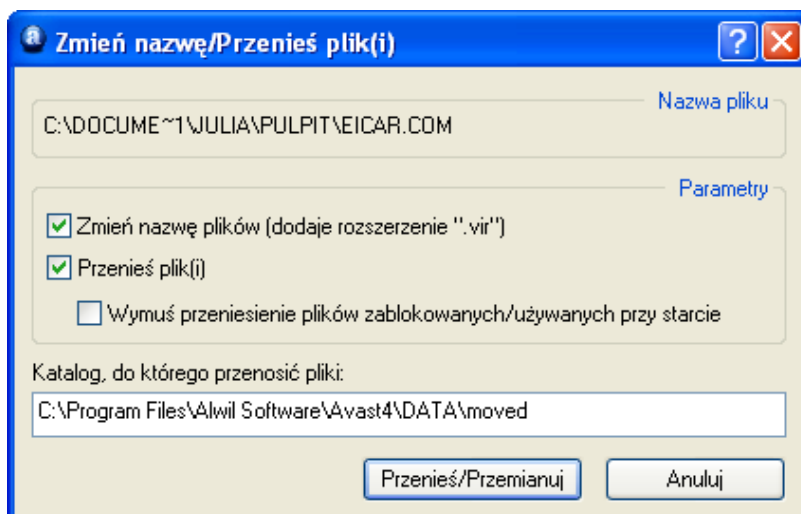 Zmień nazwę/Przenieś plik(i)
Nazwa pliku
C:\DOCUME~1\JULIA\PULPIT\EICAR.COM
Parametry
Zmień nazwę plików (dodaje rozszerzenie ".vir")
Przenieś plik(i)
Wymuś przeniesienie plików zablokowanych/używanych przy starcie
Katalog, do którego przenosić pliki:
C:\Program Files\Alwil Software\Avast4\DATA\moved
Przenieś/Przemianuj
Anuluj